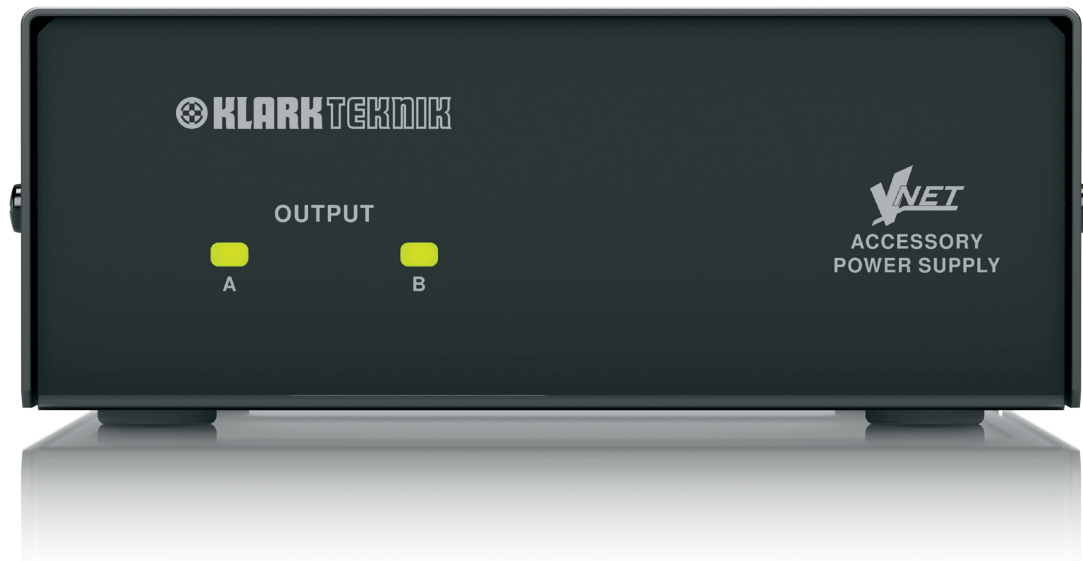 KLARK TEKNIK
OUTPUT
A B
VNET
ACCESSORY
POWER SUPPLY